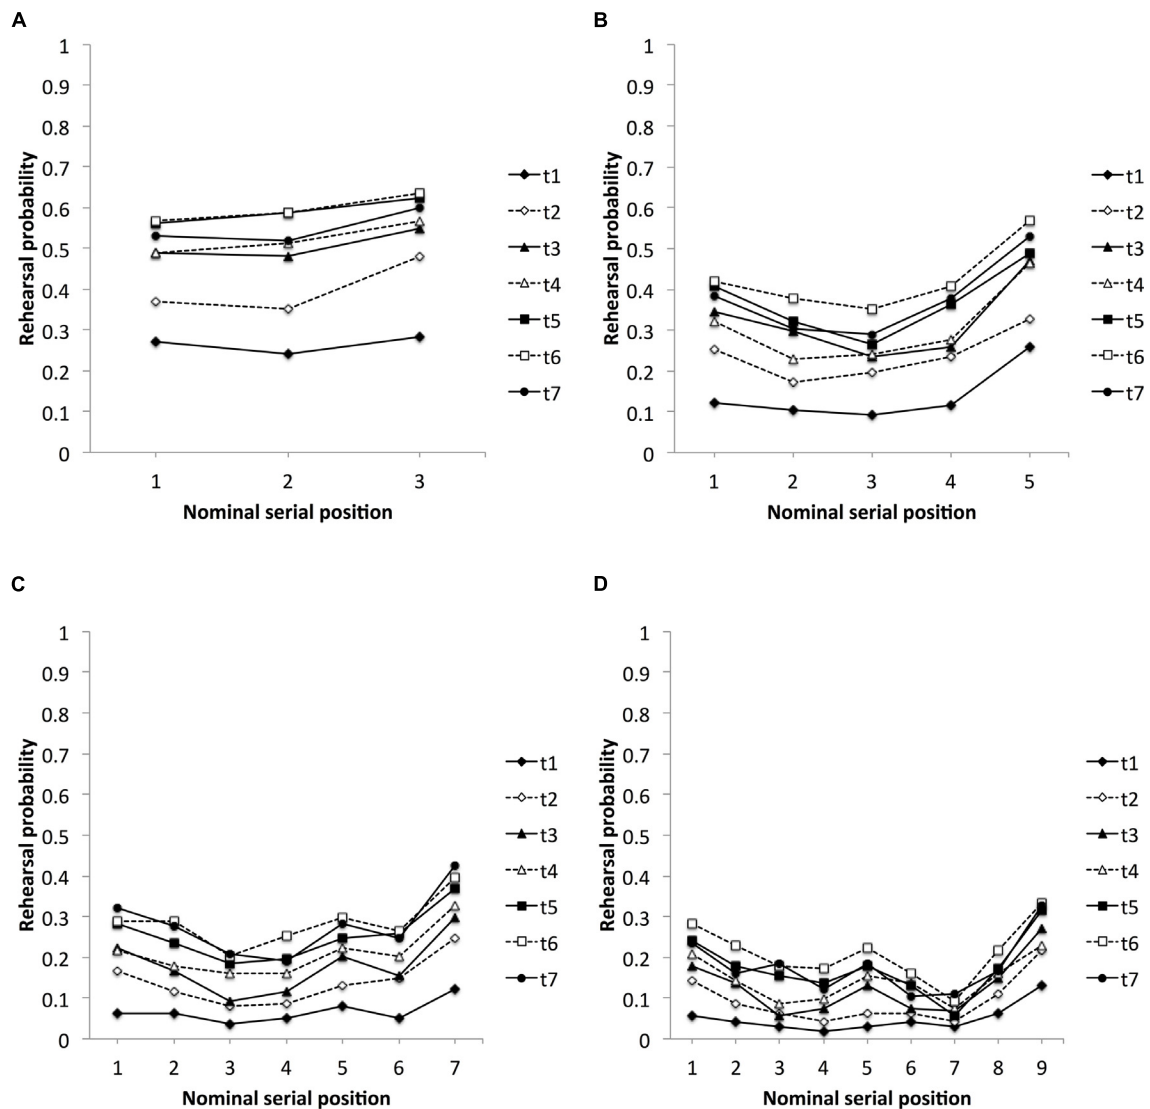 A
1
0.9
0.8
0.7
0.6
0.5
0.4
0.3
0.2
0.1
0
Rehearsal probability
1 2 3
Nominal serial position
t1
t2
t3
t4
t5
t6
t7
B
1
0.9
0.8
0.7
0.6
0.5
0.4
0.3
0.2
0.1
0
Rehearsal probability
1 2 3 4 5
Nominal serial position
t1
t2
t3
t4
t5
t6
t7
C
1
0.9
0.8
0.7
0.6
0.5
0.4
0.3
0.2
0.1
0
Rehearsal probability
1 2 3 4 5 6 7
Nominal serial position
t1
t2
t3
t4
t5
t6
t7
D
1
0.9
0.8
0.7
0.6
0.5
0.4
0.3
0.2
0.1
0
Rehearsal probability
1 2 3 4 5 6 7 8 9
Nominal serial position
t1
t2
t3
t4
t5
t6
t7